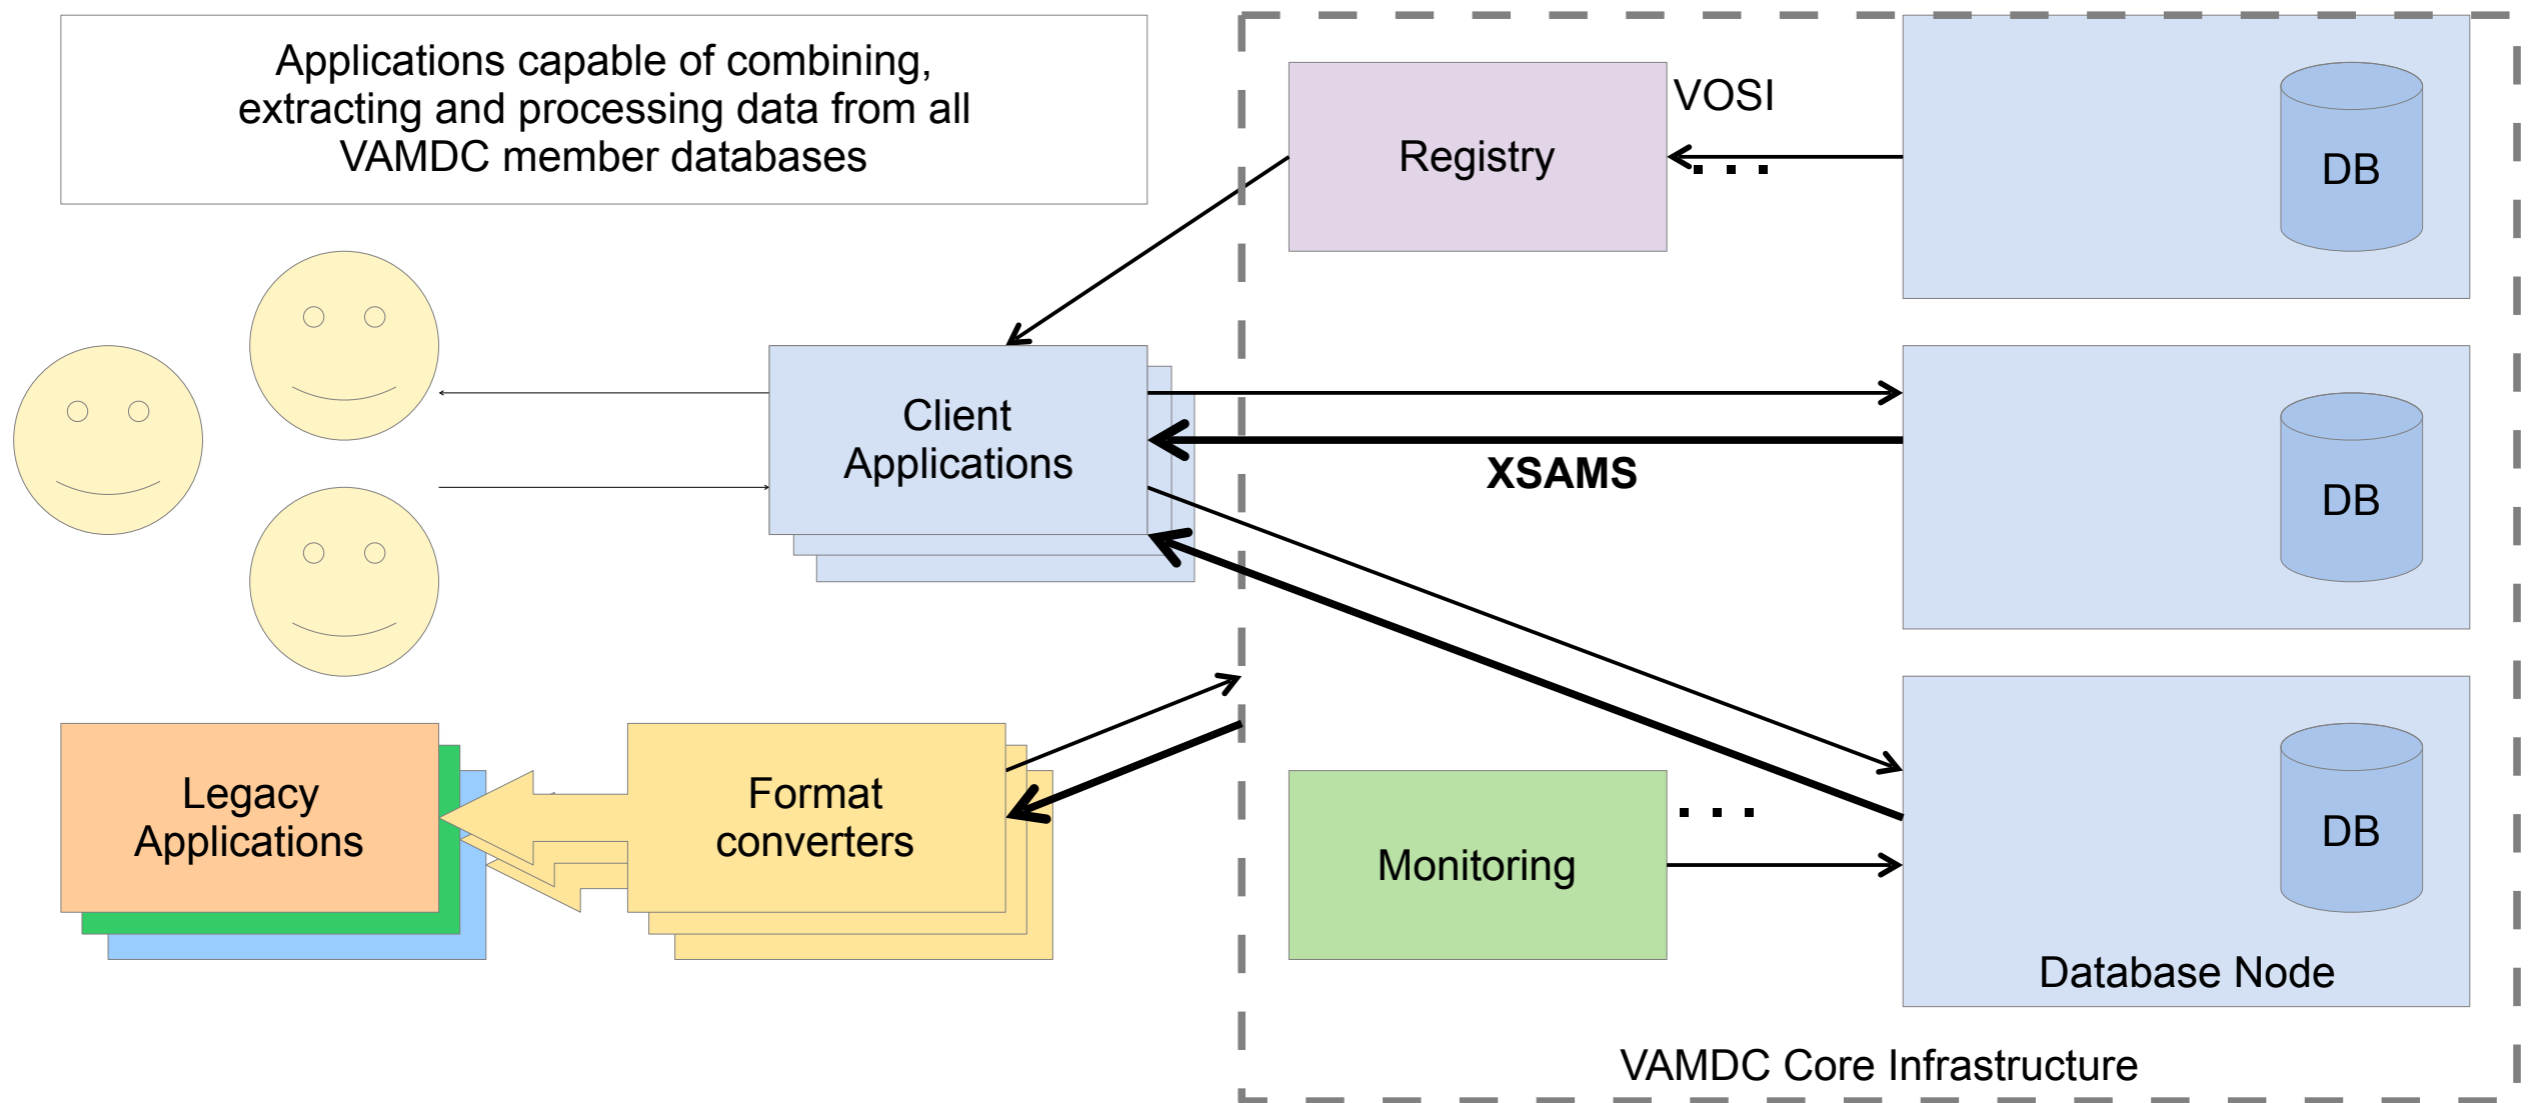 Applications capable of combining,
extracting and processing data from all
VAMDC member databases
VOSI
Registry
. . .
DB
Client
Applications
XSAMS
DB
Legacy
Applications
Format
converters
. . .
Monitoring
DB
Database Node
VAMDC Core Infrastructure